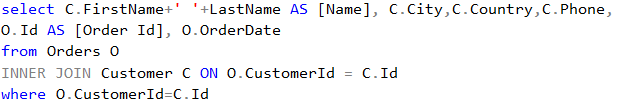 select C.FirstName+' '+LastName AS [Name], C.City,C.Country,C.Phone,
O.Id AS [Order Id], O.OrderDate
from Orders O
INNER JOIN Customer C ON O.CustomerId = C.Id
where O.CustomerId=C.Id